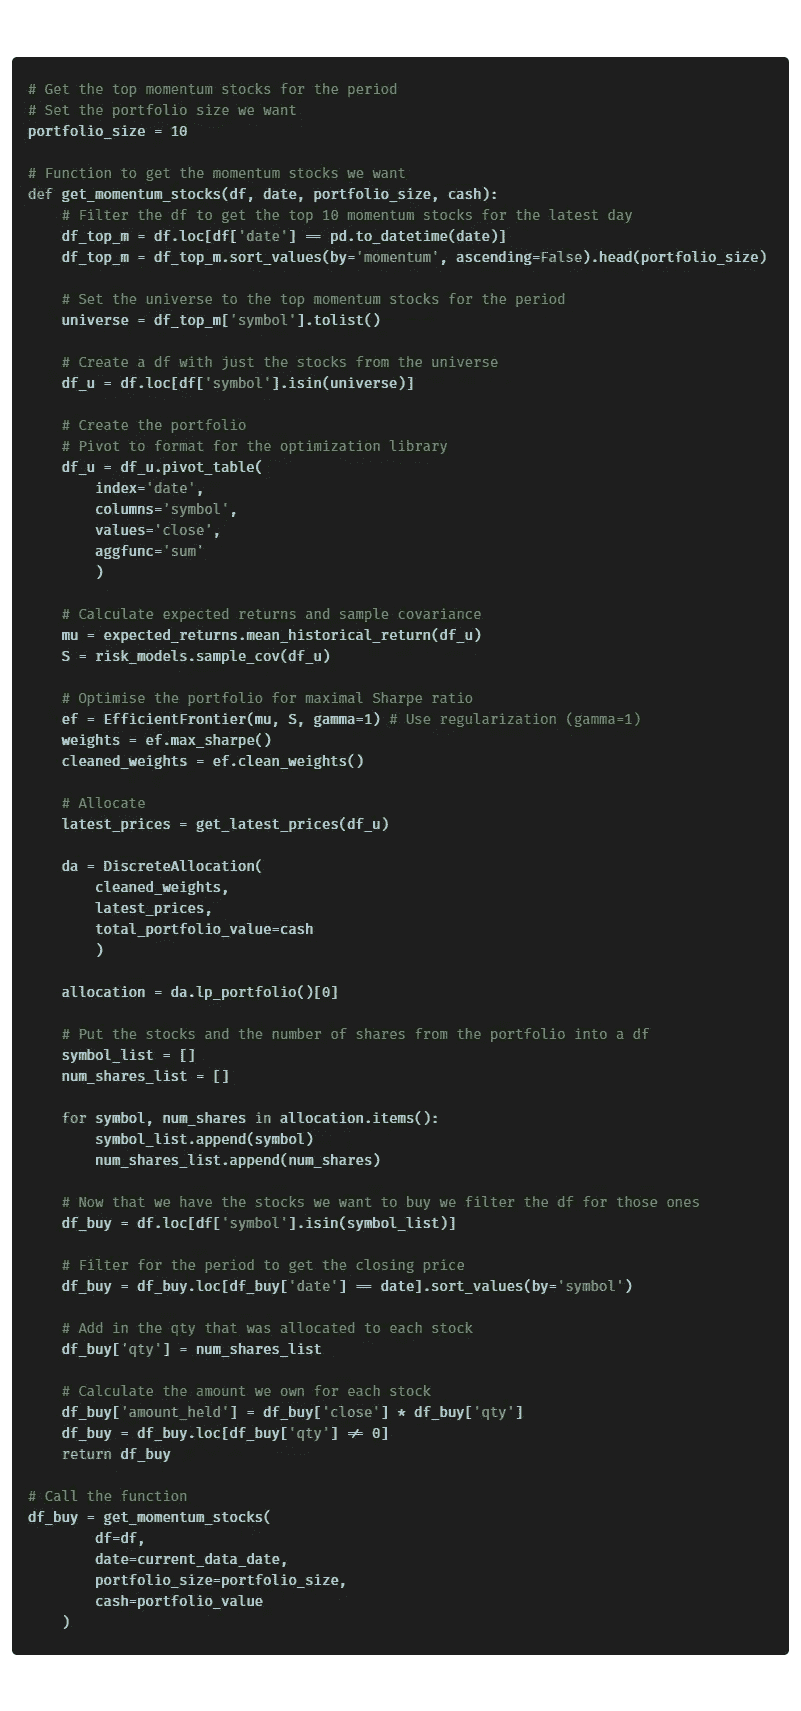 # Get the top momentum stocks for the period
# Set the portfolio size we want
portfolio_size = 10
# Function to get the momentum stocks we want
def get_momentum_stocks(df, date, portfolio_size, cash):
# Filter the df to get the top 10 momentum stocks for the latest day
df_top_m = df.loc[df['date'] == pd.to_datetime(date)]
df_top_m = df_top_m.sort_values(by='momentum', ascending=False).head(portfolio_size)
# Set the universe to the top momentum stocks for the period
universe = df_top_m['symbol'].tolist()
# Create a df with just the stocks from the universe
df_u = df.loc[df['symbol'].isin(universe)]
# Create the portfolio
# Pivot to format for the optimization library
df_u = df_u.pivot_table(
index='date',
columns='symbol',
values='close',
aggfunc='sum'
)
# Calculate expected returns and sample covariance
mu = expected_returns.mean_historical_return(df_u)
S = risk_models.sample_cov(df_u)
# Optimise the portfolio for maximal Sharpe ratio
ef = EfficientFrontier(mu, S, gamma=1) # Use regularization (gamma=1)
weights = ef.max_sharpe()
cleaned_weights = ef.clean_weights()
# Allocate
latest_prices = get_latest_prices(df_u)
da = DiscreteAllocation(
cleaned_weights,
latest_prices,
total_portfolio_value=cash
)
allocation = da.lp_portfolio()[0]
# Put the stocks and the number of shares from the portfolio into a df
symbol_list = []
num_shares_list = []
for symbol, num_shares in allocation.items():
symbol_list.append(symbol)
num_shares_list.append(num_shares)
# Now that we have the stocks we want to buy we filter the df for those ones
df_buy = df.loc[df['symbol'].isin(symbol_list)]
# Filter for the period to get the closing price
df_buy = df_buy.loc[df_buy['date'] == date].sort_values(by='symbol')
# Add in the qty that was allocated to each stock
df_buy['qty'] = num_shares_list
# Calculate the amount we own for each stock
df_buy['amount_held'] = df_buy['close'] * df_buy['qty']
df_buy = df_buy.loc[df_buy['qty'] != 0]
return df_buy
# Call the function
df_buy = get_momentum_stocks(
df=df,
date=current_data_date,
portfolio_size=portfolio_size,
cash=portfolio_value
)